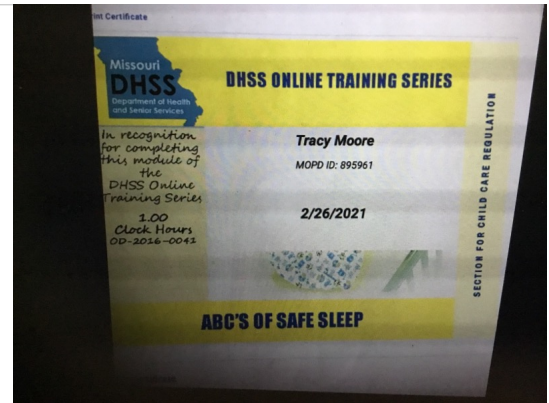 int Certificate
Missouri
DHSS
Department of Health
and Senior Services
DHSS ONLINE TRAINING SERIES
In recognition
for completing
this module of
the
DHSS Online
Training Series
1.00
Clock Hours
OD-2016-0041
Tracy Moore
MOPD ID: 895961
2/26/2021
SECTION FOR CHILD CARE REGULATION
ABC'S OF SAFE SLEEP